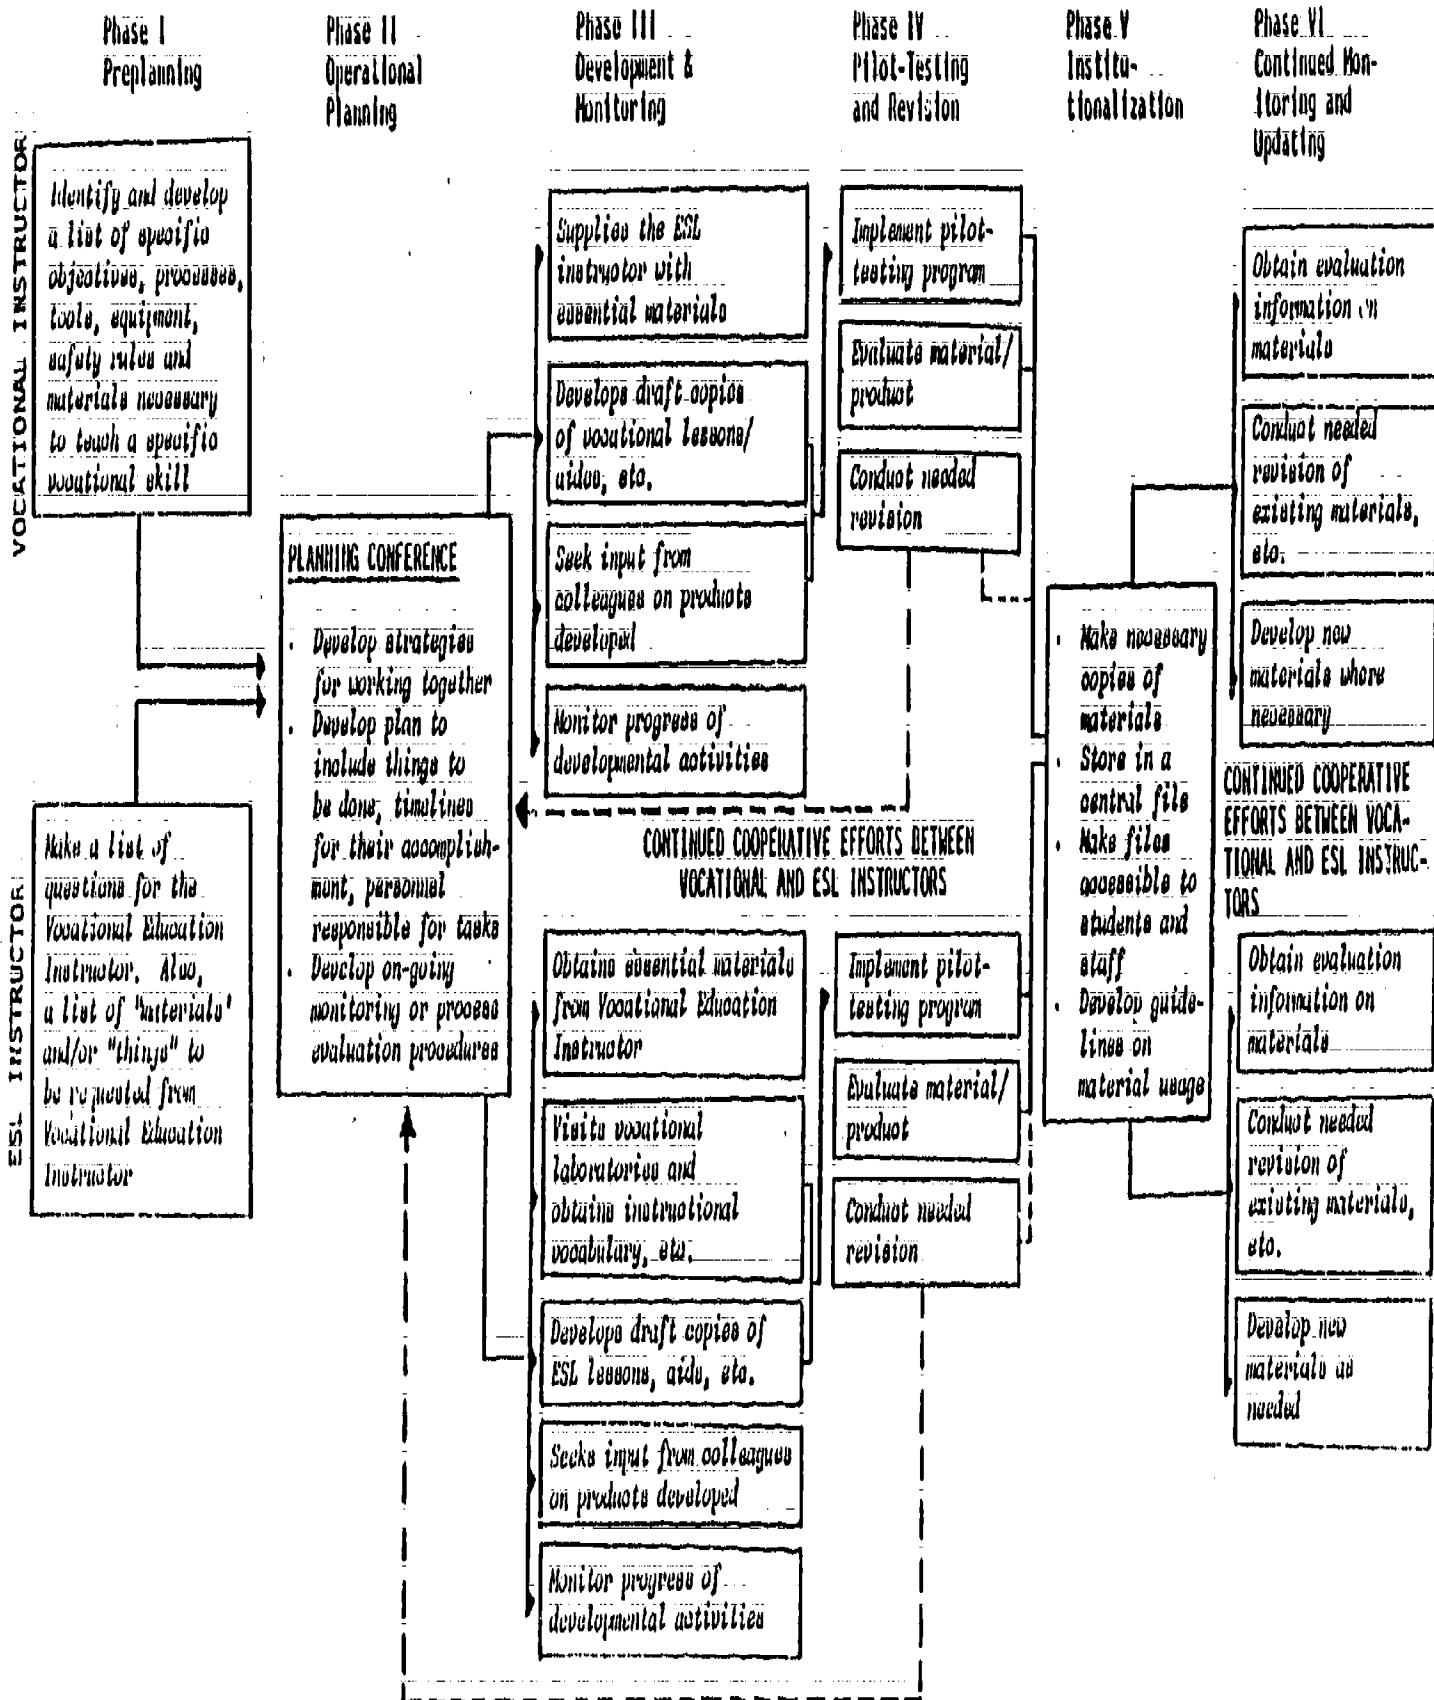 Phase I
Preplanning
Phase II
Operational
Planning
Phase III
Development &
Monitoring
Phase IV
Pilot-Testing
and Revision
Phase V
Institu-
tionalization
Phase VI
Continued Mon-
itoring and
Updating
VOCATIONAL INSTRUCTOR
Identify and develop
a list of specific
objectives, processes,
tools, equipment,
safety rules and
materials necessary
to teach a specific
vocational skill
ESL INSTRUCTOR
Make a list of
questions for the
Vocational Education
Instructor. Also,
a list of "materials"
and/or "things" to
be requested from
Vocational Education
Instructor
PLANNING CONFERENCE
· Develop strategies
for working together
· Develop plan to
include things to
be done, timelines
for their accomplish-
ment, personnel
responsible for tasks
· Develop on-going
monitoring or process
evaluation procedures
Supplies the ESL
instructor with
essential materials
Develops draft copies
of vocational lessons/
aides, etc.
Seek input from
colleagues on products
developed
Monitor progress of
developmental activities
CONTINUED COOPERATIVE EFFORTS BETWEEN
VOCATIONAL AND ESL INSTRUCTORS
Obtains essential materials
from Vocational Education
Instructor
Visits vocational
laboratories and
obtains instructional
vocabulary, etc.
Develops draft copies of
ESL lessons, aids, etc.
Seeks input from colleagues
on products developed
Monitor progress of
developmental activities
Implement pilot-
testing program
Evaluate material/
product
Conduct needed
revision
Implement pilot-
testing program
Evaluate material/
product
Conduct needed
revision
· Make necessary
copies of
materials
· Store in a
central file
· Make files
accessible to
students and
staff
· Develop guide-
lines on
material usage
Obtain evaluation
information on
materials
Conduct needed
revision of
existing materials,
etc.
Develop new
materials where
necessary
CONTINUED COOPERATIVE
EFFORTS BETWEEN VOCA-
TIONAL AND ESL INSTRUC-
TORS
Obtain evaluation
information on
materials
Conduct needed
revision of
existing materials,
etc.
Develop new
materials as
needed